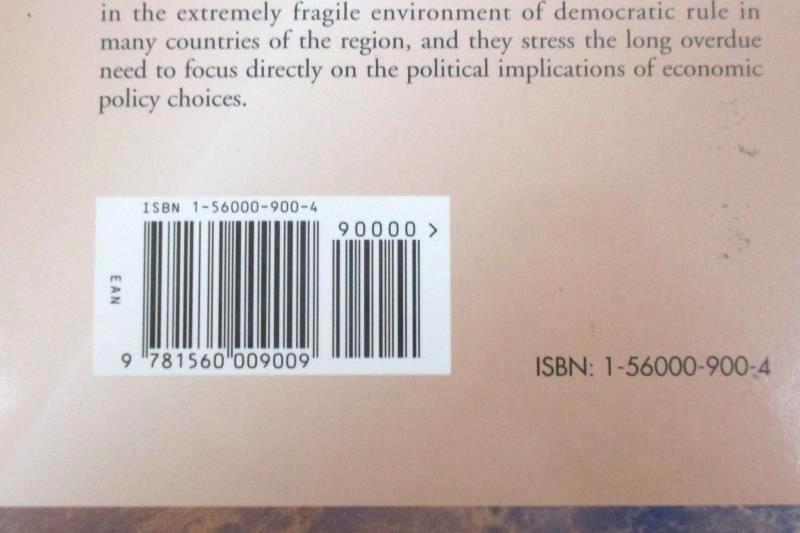 in the extremely fragile environment of democratic rule in
many countries of the region, and they stress the long overdue
need to focus directly on the political implications of economic
policy choices.
ISBN 1-56000-900-4
90000 >
EAN
9 781560 009009
ISBN: 1-56000-900-4